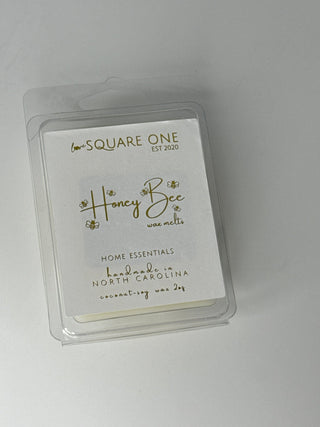 SQUARE ONE
EST 2020
Honey Bee
wax melts
HOME ESSENTIALS
handmade in
NORTH CAROLINA
coconut-soy wax 2oz